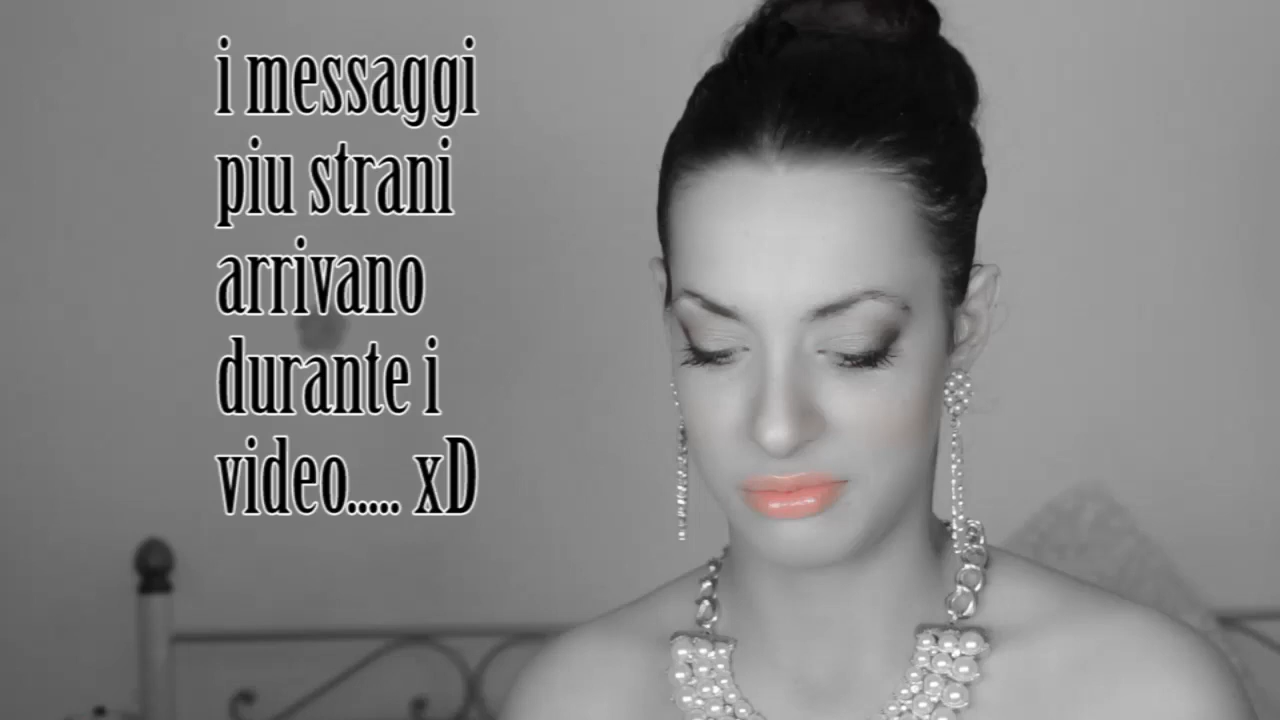 i messaggi
piu strani
arrivano
durante i
video..... xD